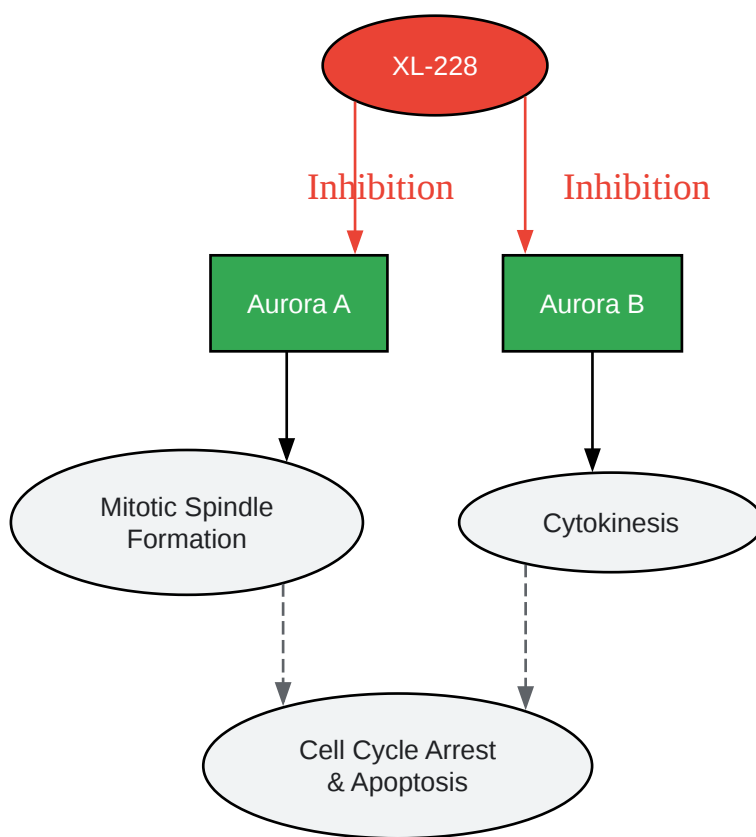 XL-228
Inhibition
Inhibition
Aurora A
Aurora B
Mitotic Spindle
Formation
Cytokinesis
Cell Cycle Arrest
& Apoptosis